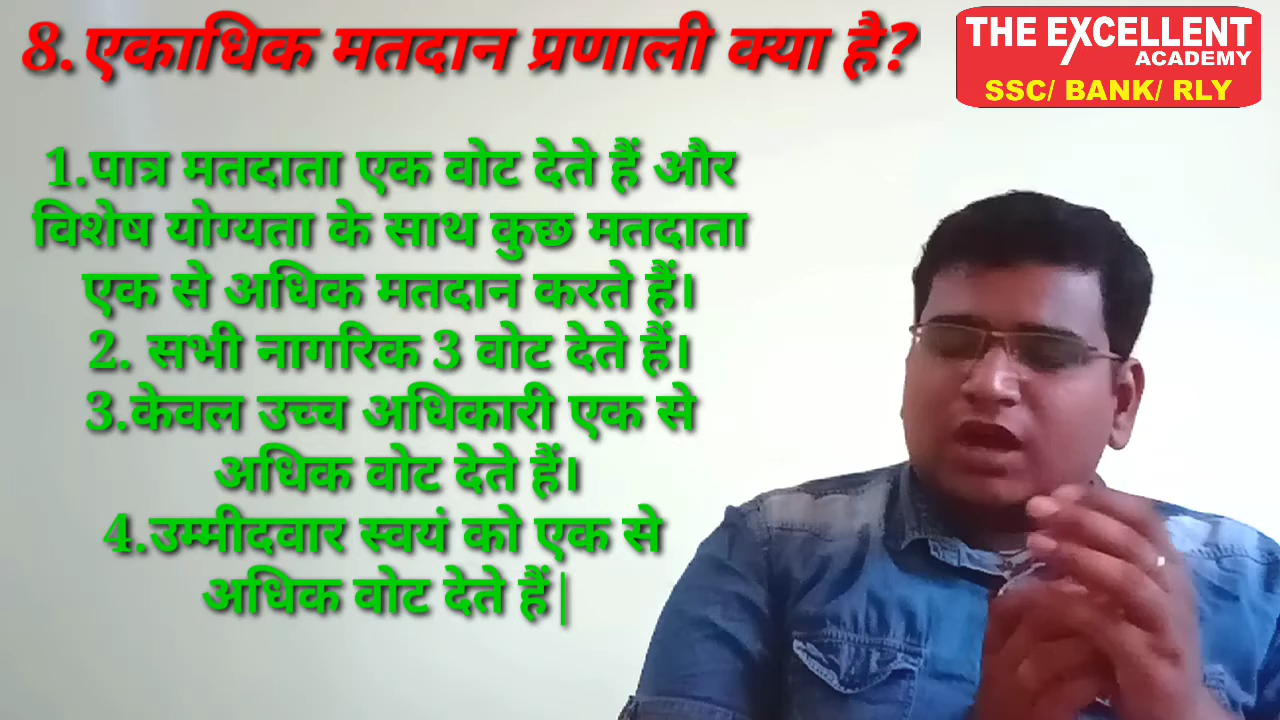 8. एकाधिक मतदान प्रणाली क्या है?
THE EXCELLENT
ACADEMY
SSC/ BANK/ RLY
1.पात्र मतदाता एक वोट देते हैं और
विशेष योग्यता के साथ कुछ मतदाता
एक से अधिक मतदान करते हैं।
2. सभी नागरिक 3 वोट देते हैं।
3.केवल उच्च अधिकारी एक से
अधिक वोट देते हैं।
4.उम्मीदवार स्वयं को एक से
अधिक वोट देते हैं|